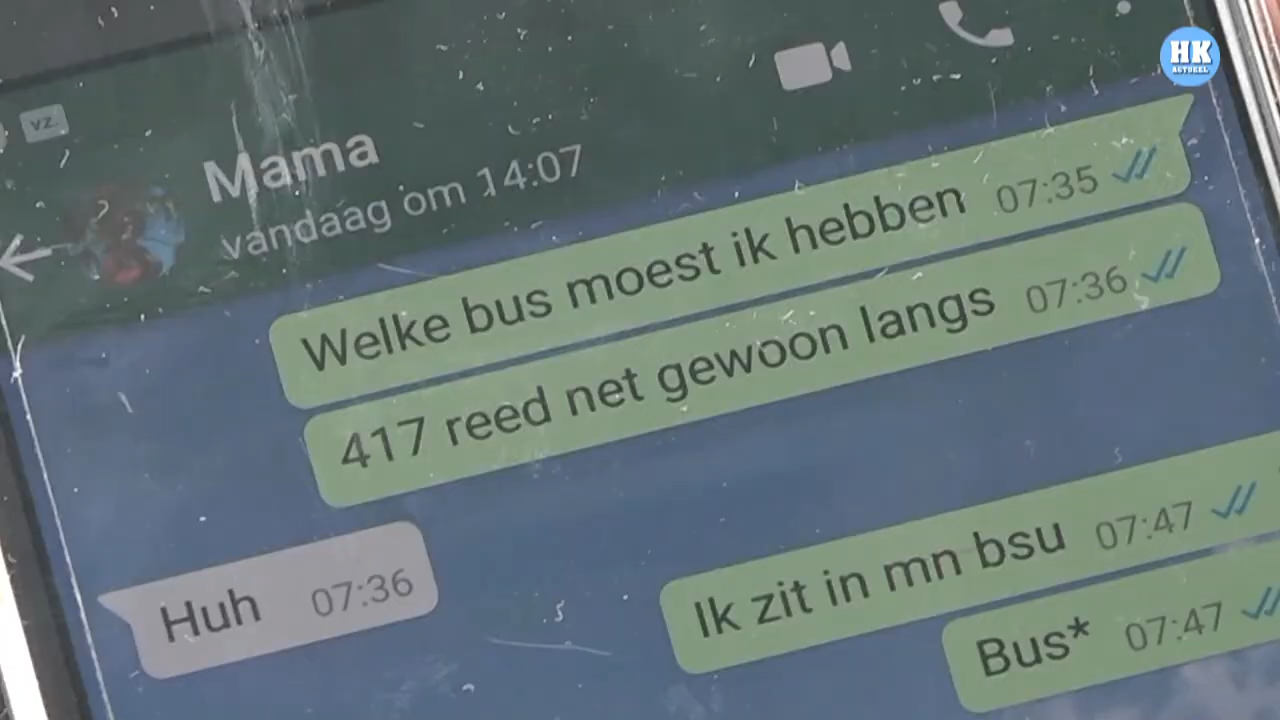 HK
ACTUEEL
VZ.
Mama
vandaag om 14:07
Welke bus moest ik hebben 07:35
417 reed net gewoon langs 07:36
Huh 07:36
Ik zit in mn bsu 07:47
Bus* 07:47